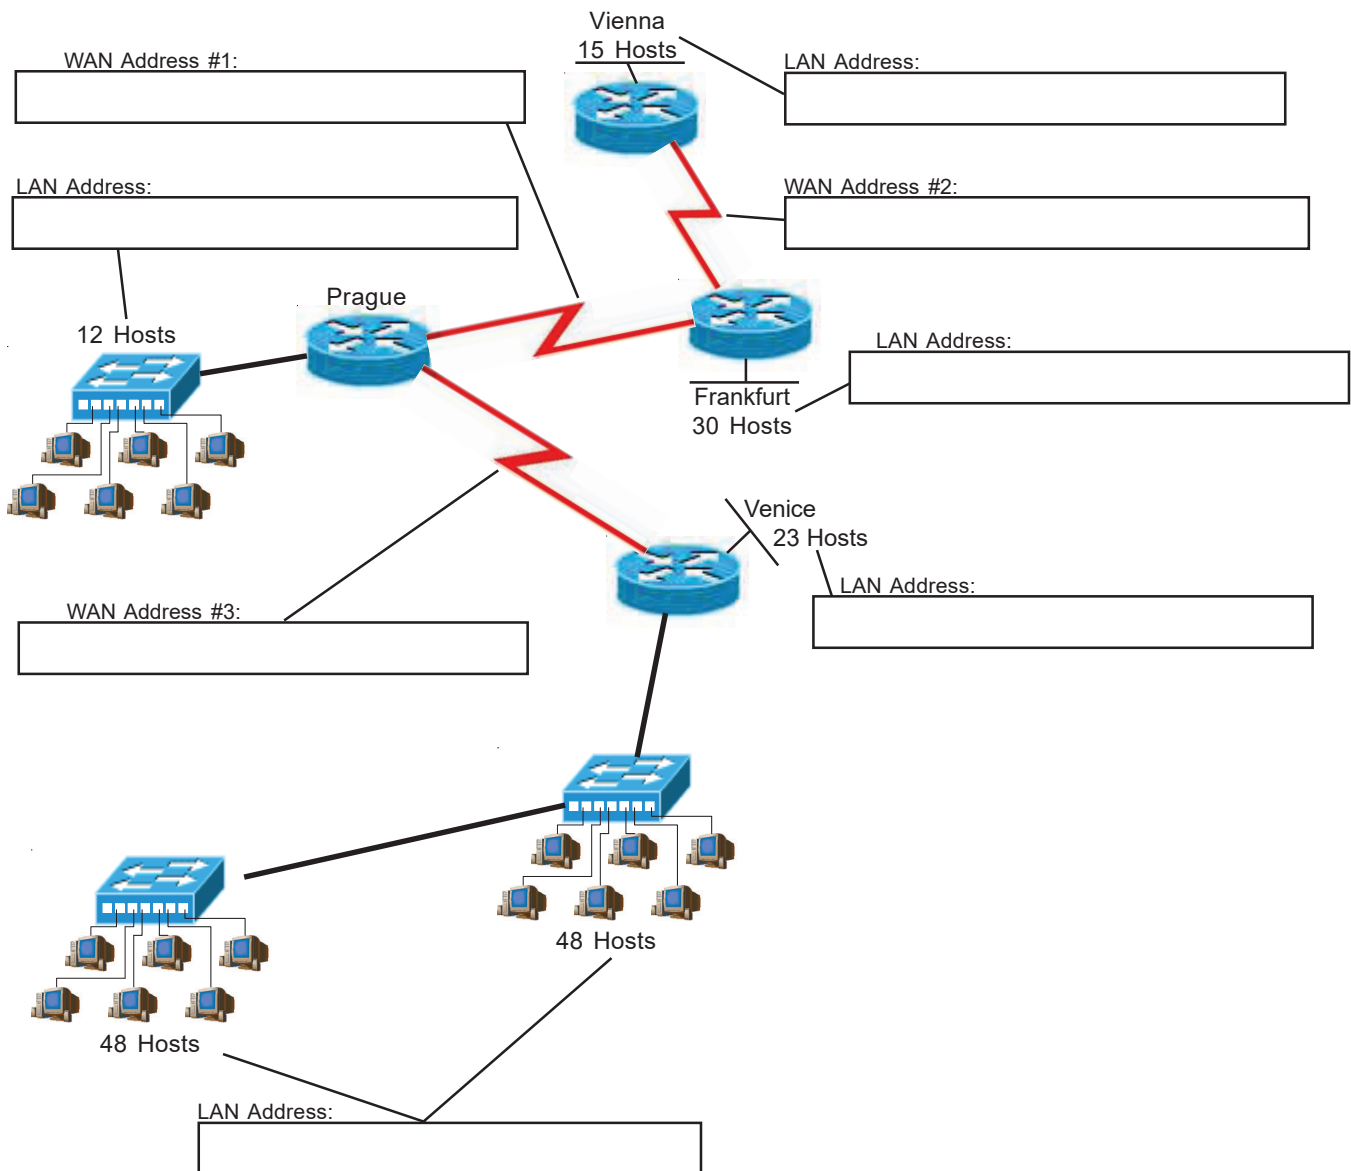 Vienna
15 Hosts
WAN Address #1:
LAN Address:
LAN Address:
WAN Address #2:
Prague
12 Hosts
LAN Address:
Frankfurt
30 Hosts
Venice
23 Hosts
LAN Address:
WAN Address #3:
48 Hosts
48 Hosts
LAN Address: